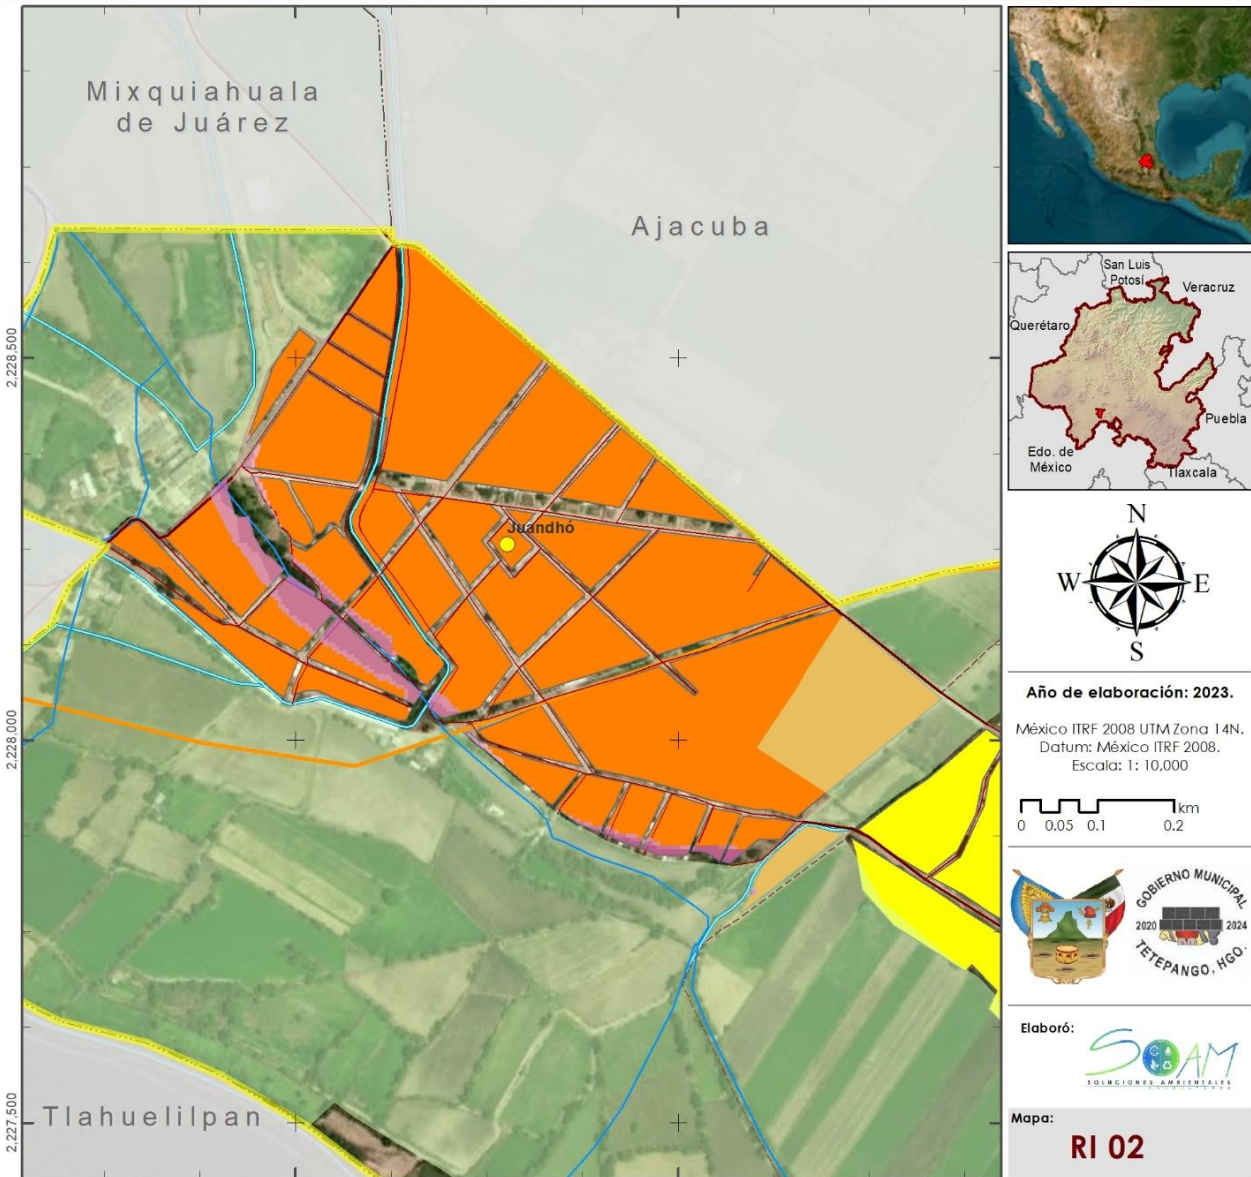 Mixquiahuala
de Juárez
Ajacuba
2,228,500
Juandhó
2,228,000
2,227,500
Tlahuelilpan
San Luis
Potosí
Veracruz
Querétaro
Puebla
Edo. de
México
Tlaxcala
N
W
E
S
Año de elaboración: 2023.
México ITRF 2008 UTM Zona 14N.
Datum: México ITRF 2008.
Escala: 1: 10,000
km
0 0.05 0.1 0.2
GOBIERNO MUNICIPAL
2020 2024
TETEPANGO, HGO.
Elaboró:
SOAM
SOLUCIONES AMBIENTALES
Mapa:
RI 02